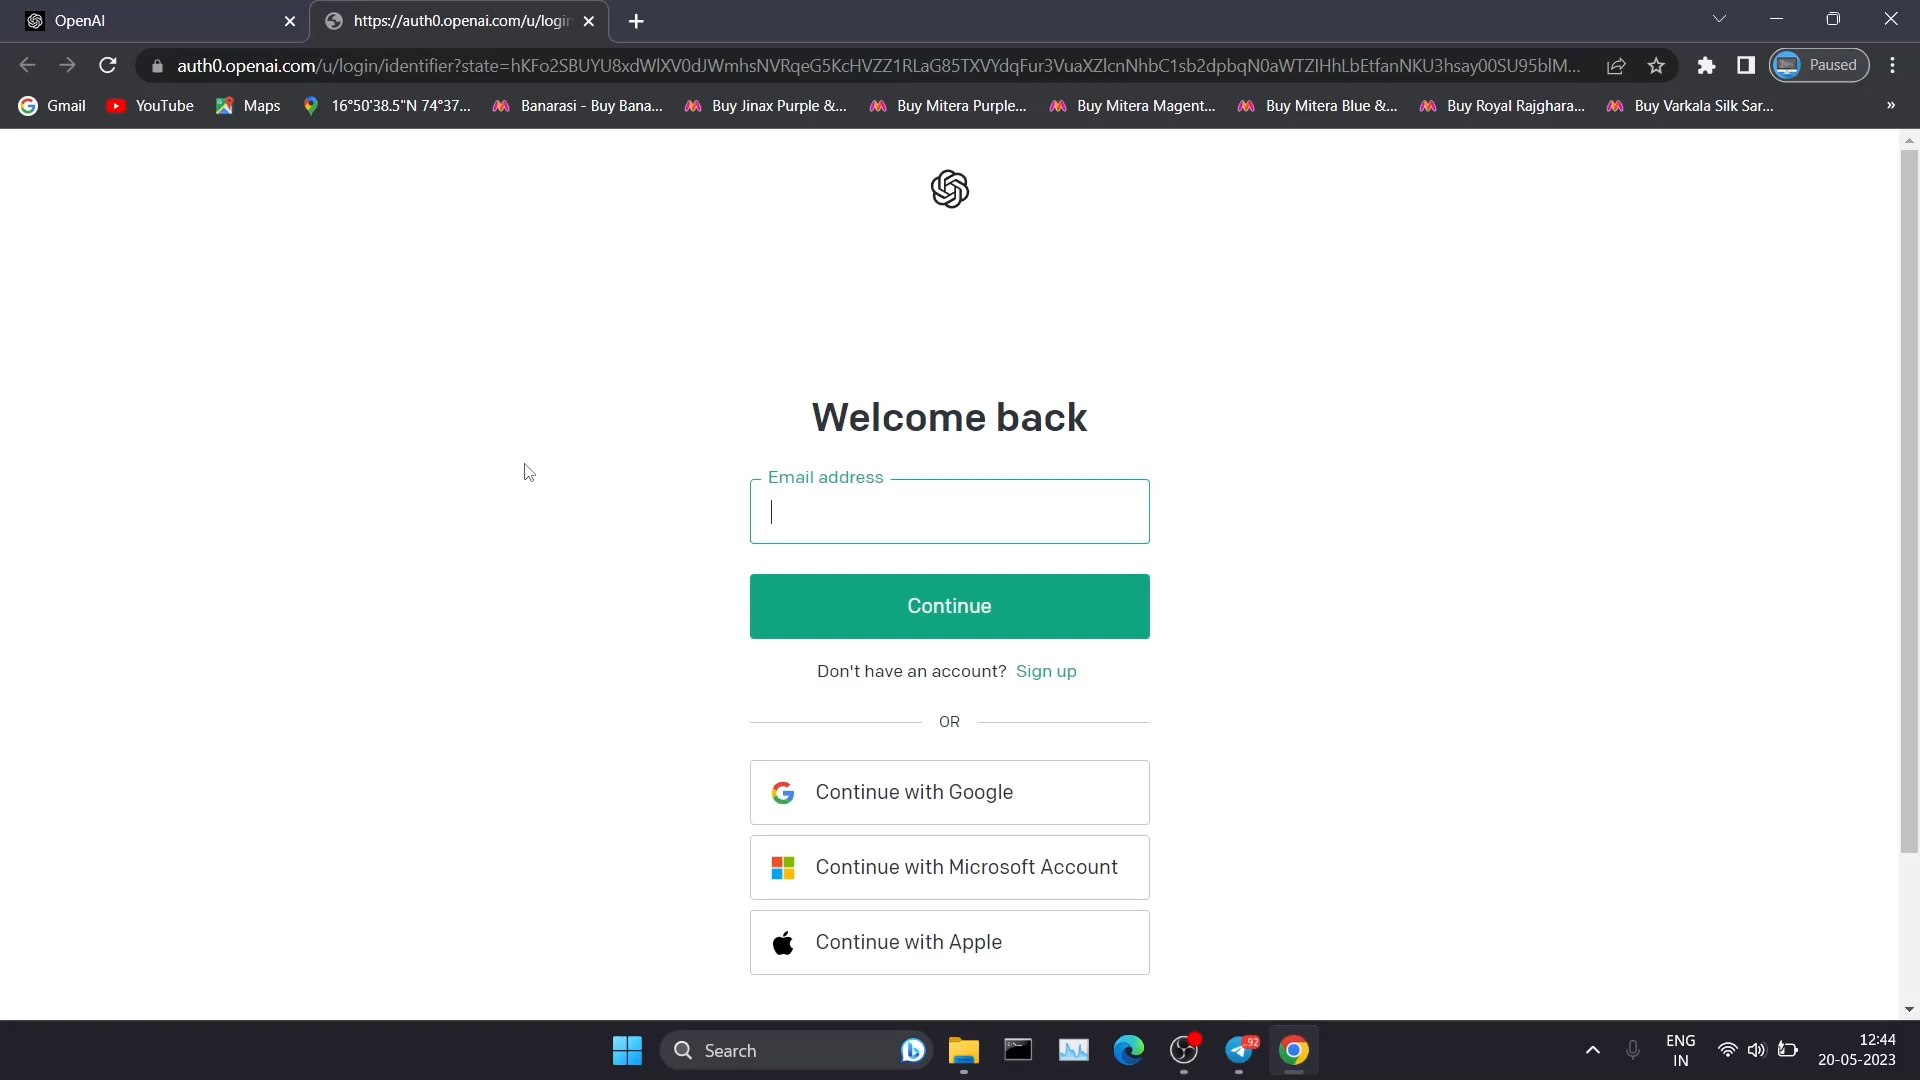 OpenAI
https://auth0.openai.com/u/login
auth0.openai.com/u/login/identifier?state=hKFo2SBUYU8xdWlXV0dJWmhsNVRqeG5KcHVZZ1RLaG85TXVYdqFur3VuaXZlcnNhbC1sb2dpbqN0aWTZIHhLbEtfanNKU3hsay00SU95blM...
Paused
Gmail
YouTube
Maps
16°50'38.5"N 74°37...
Banarasi - Buy Bana...
Buy Jinax Purple &...
Buy Mitera Purple...
Buy Mitera Magent...
Buy Mitera Blue &...
Buy Royal Rajghara...
Buy Varkala Silk Sar...
»
Welcome back
Email address
Continue
Don't have an account? Sign up
OR
Continue with Google
Continue with Microsoft Account
Continue with Apple
Search
92
ENG
IN
12:44
20-05-2023